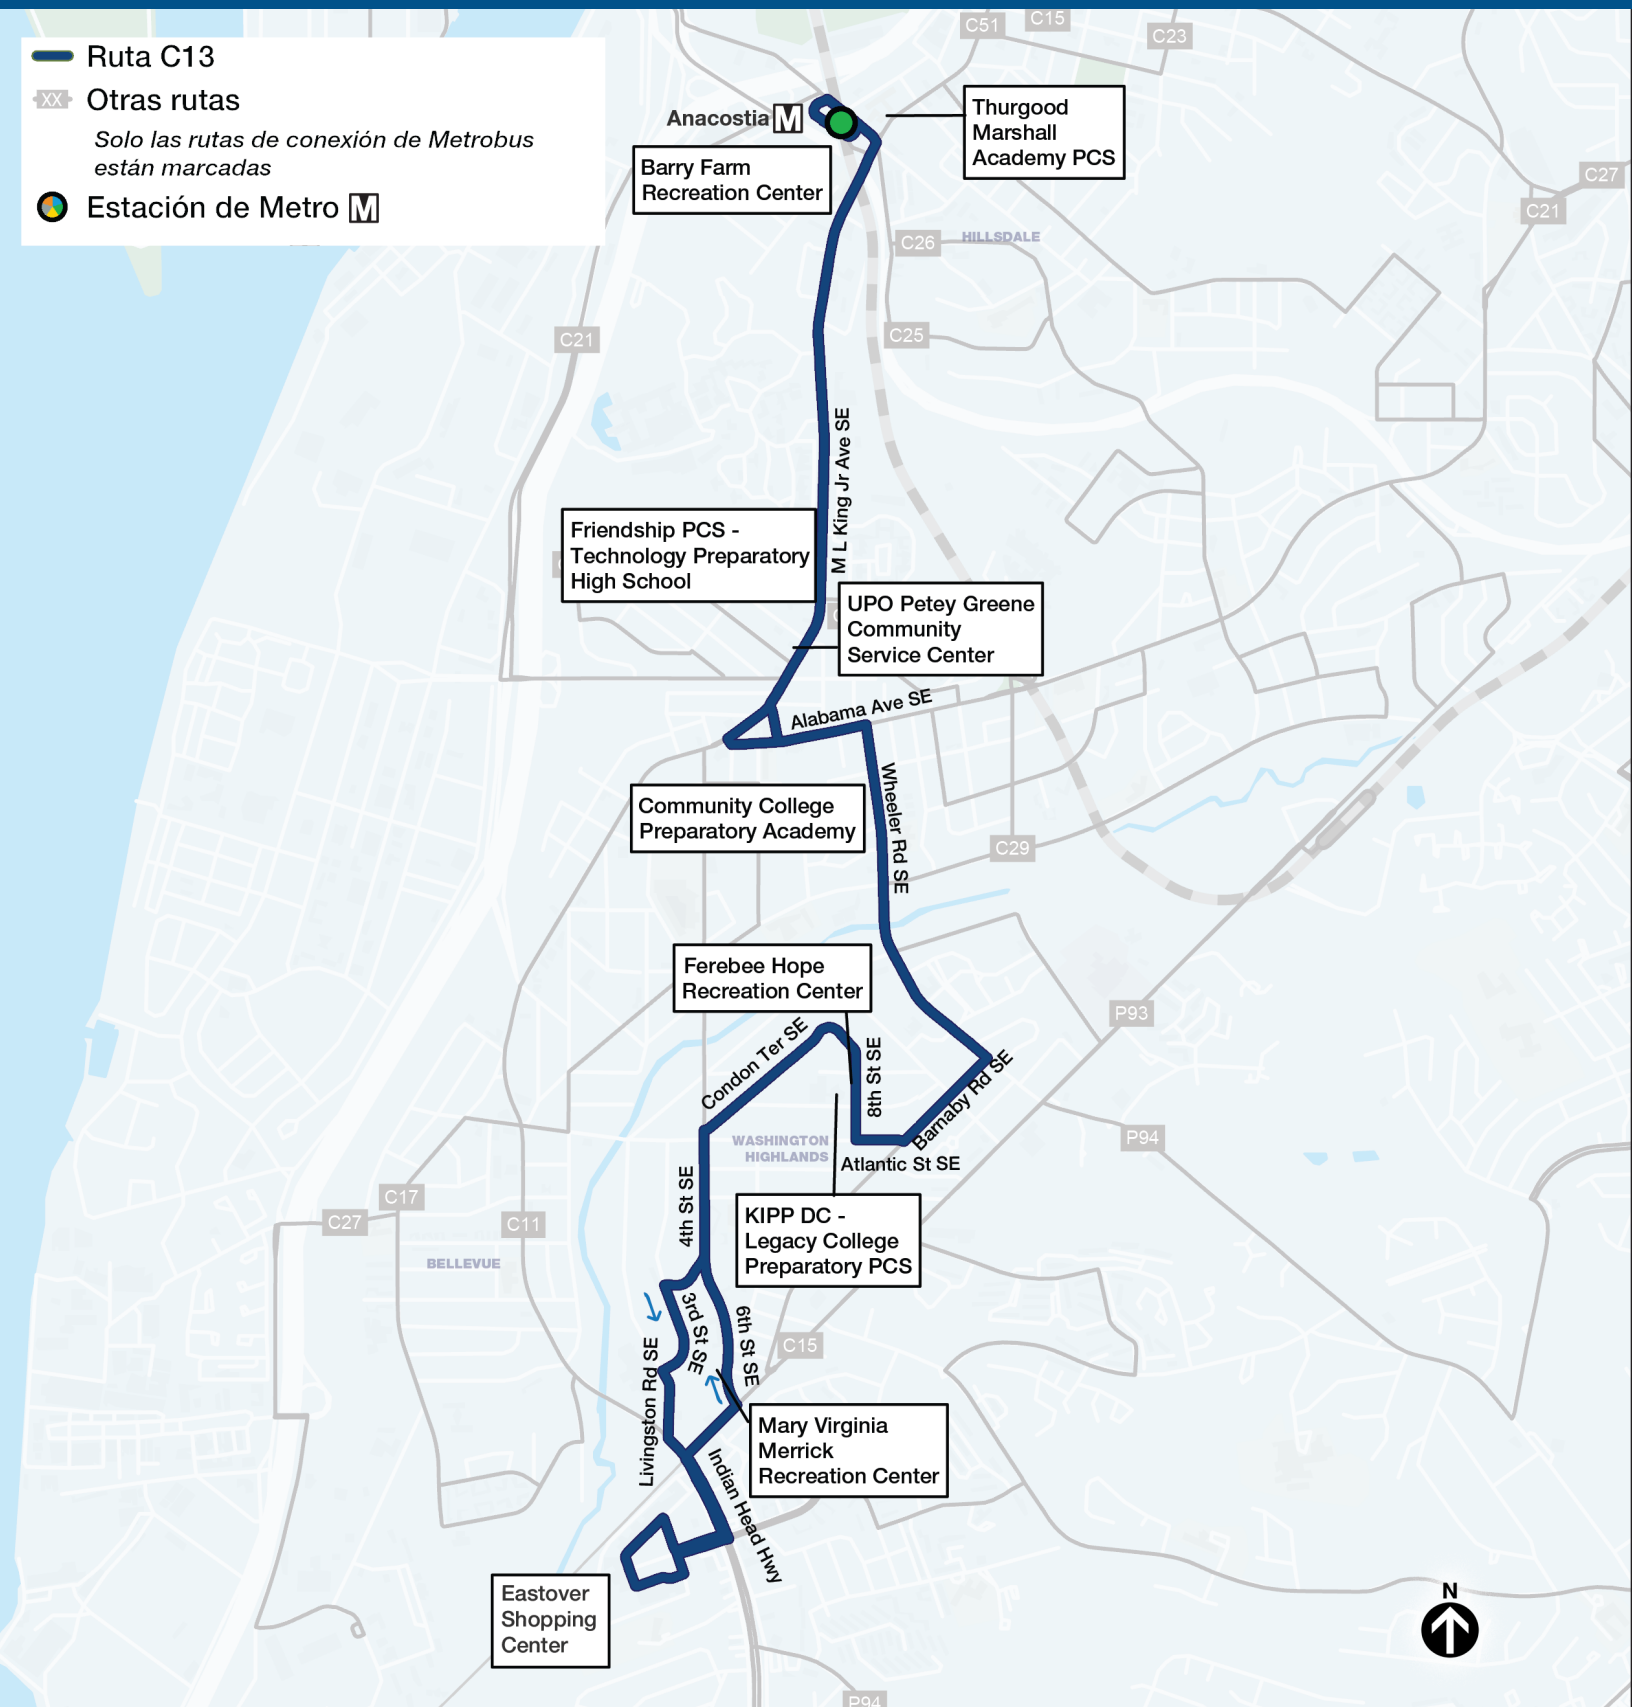 Ruta C13
XX
Otras rutas
Solo las rutas de conexión de Metrobus
están marcadas
Estación de Metro M
C51
C15
C23
Anacostia M
Thurgood
Marshall
Academy PCS
Barry Farm
Recreation Center
C27
C21
C26
HILLSDALE
C21
C25
M L King Jr Ave SE
Friendship PCS -
Technology Preparatory
High School
UPO Petey Greene
Community
Service Center
Alabama Ave SE
Wheeler Rd SE
Community College
Preparatory Academy
C29
Ferebee Hope
Recreation Center
P93
Condon Ter SE
8th St SE
Barnaby Rd SE
P94
WASHINGTON
HIGHLANDS
Atlantic St SE
4th St SE
C17
C27
C11
KIPP DC -
Legacy College
Preparatory PCS
BELLEVUE
3rd St SE
6th St SE
C15
Livingston Rd SE
Mary Virginia
Merrick
Recreation Center
Indian Head Hwy
Eastover
Shopping
Center
N
P94